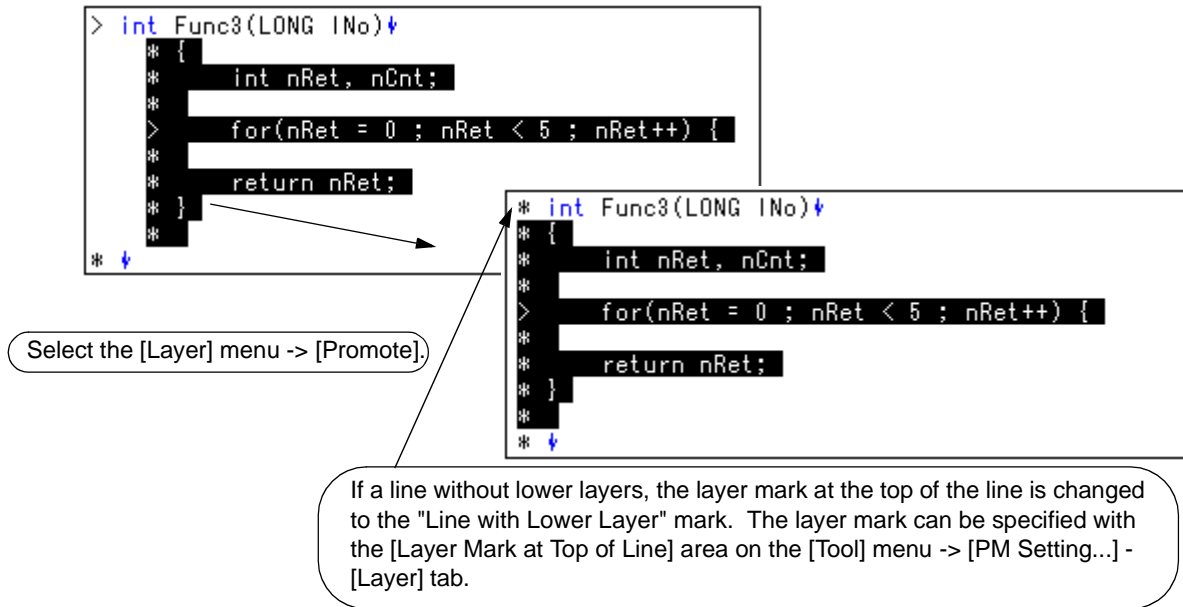 > int Func3(LONG lNo)
* {
* int nRet, nCnt;
*
> for(nRet = 0 ; nRet < 5 ; nRet++) {
*
* return nRet;
* }
*
*
* int Func3(LONG lNo)
* {
* int nRet, nCnt;
*
> for(nRet = 0 ; nRet < 5 ; nRet++) {
*
* return nRet;
* }
*
*
Select the [Layer] menu -> [Promote].
If a line without lower layers, the layer mark at the top of the line is changed
to the "Line with Lower Layer" mark. The layer mark can be specified with
the [Layer Mark at Top of Line] area on the [Tool] menu -> [PM Setting...] -
[Layer] tab.